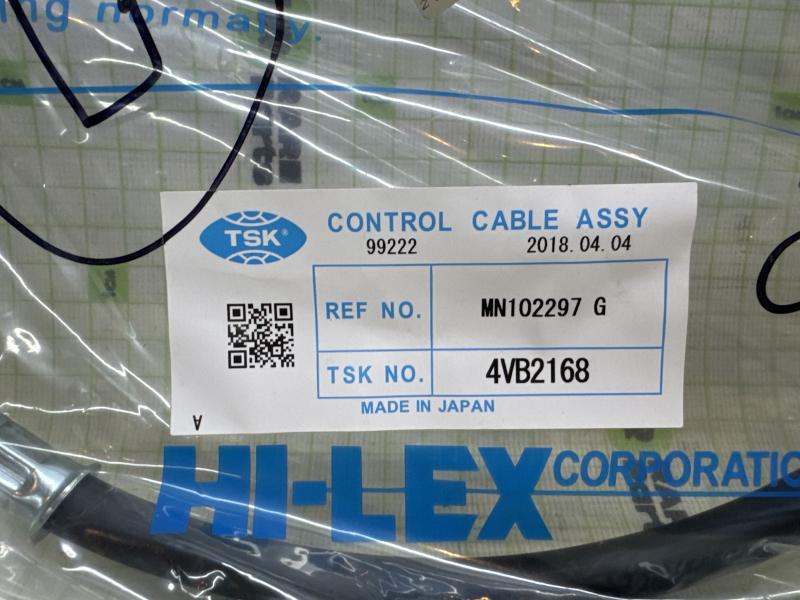 ng normally.
TSK®
CONTROL CABLE ASSY
99222 2018.04.04
REF NO. MN102297 G
TSK NO. 4VB2168
MADE IN JAPAN
A
HI-LEX CORPORATIO